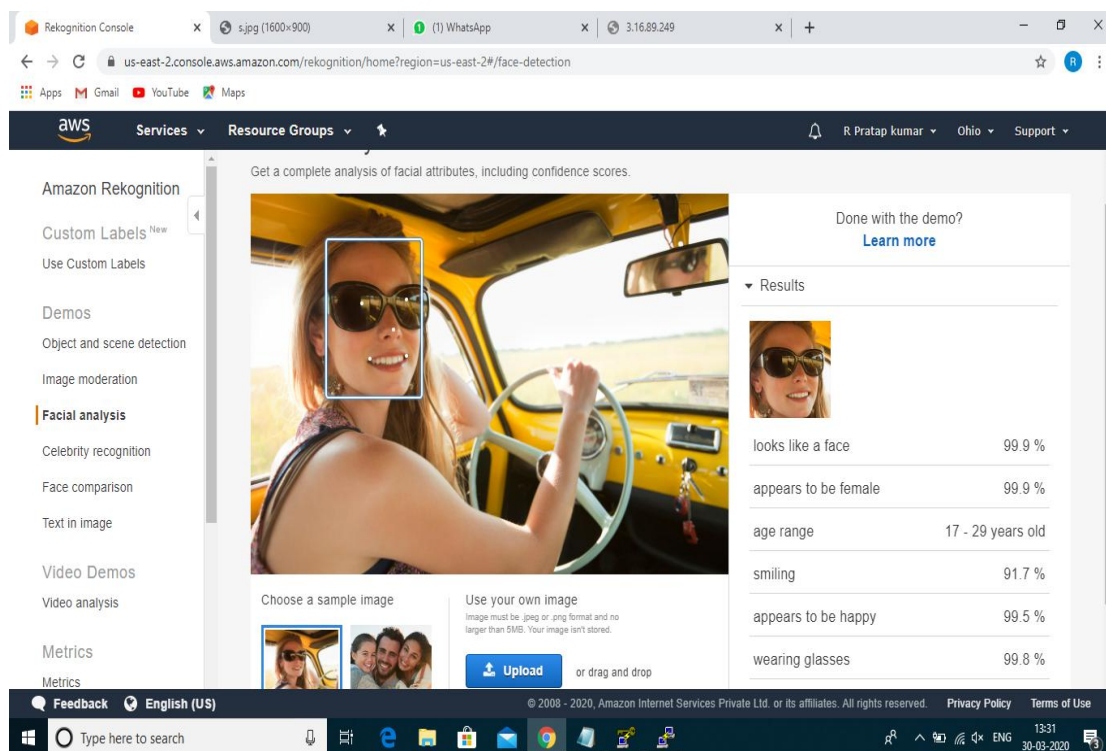 Rekognition Console
s.jpg (1600×900)
(1) WhatsApp
3.16.89.249
us-east-2.console.aws.amazon.com/rekognition/home?region=us-east-2#/face-detection
R
Apps
Gmail
YouTube
Maps
aws
Services
Resource Groups
R Pratap kumar
Ohio
Support
Amazon Rekognition
Custom Labels New
Use Custom Labels
Demos
Object and scene detection
Image moderation
Facial analysis
Celebrity recognition
Face comparison
Text in image
Video Demos
Video analysis
Metrics
Metrics
Get a complete analysis of facial attributes, including confidence scores.
Choose a sample image
Use your own image
Image must be .jpeg or .png format and no
larger than 5MB. Your image isn't stored.
Upload
or drag and drop
Done with the demo?
Learn more
Results
looks like a face 99.9 %
appears to be female 99.9 %
age range 17 - 29 years old
smiling 91.7 %
appears to be happy 99.5 %
wearing glasses 99.8 %
Feedback
English (US)
© 2008 - 2020, Amazon Internet Services Private Ltd. or its affiliates. All rights reserved.
Privacy Policy
Terms of Use
Type here to search
ENG
13:31
30-03-2020
3